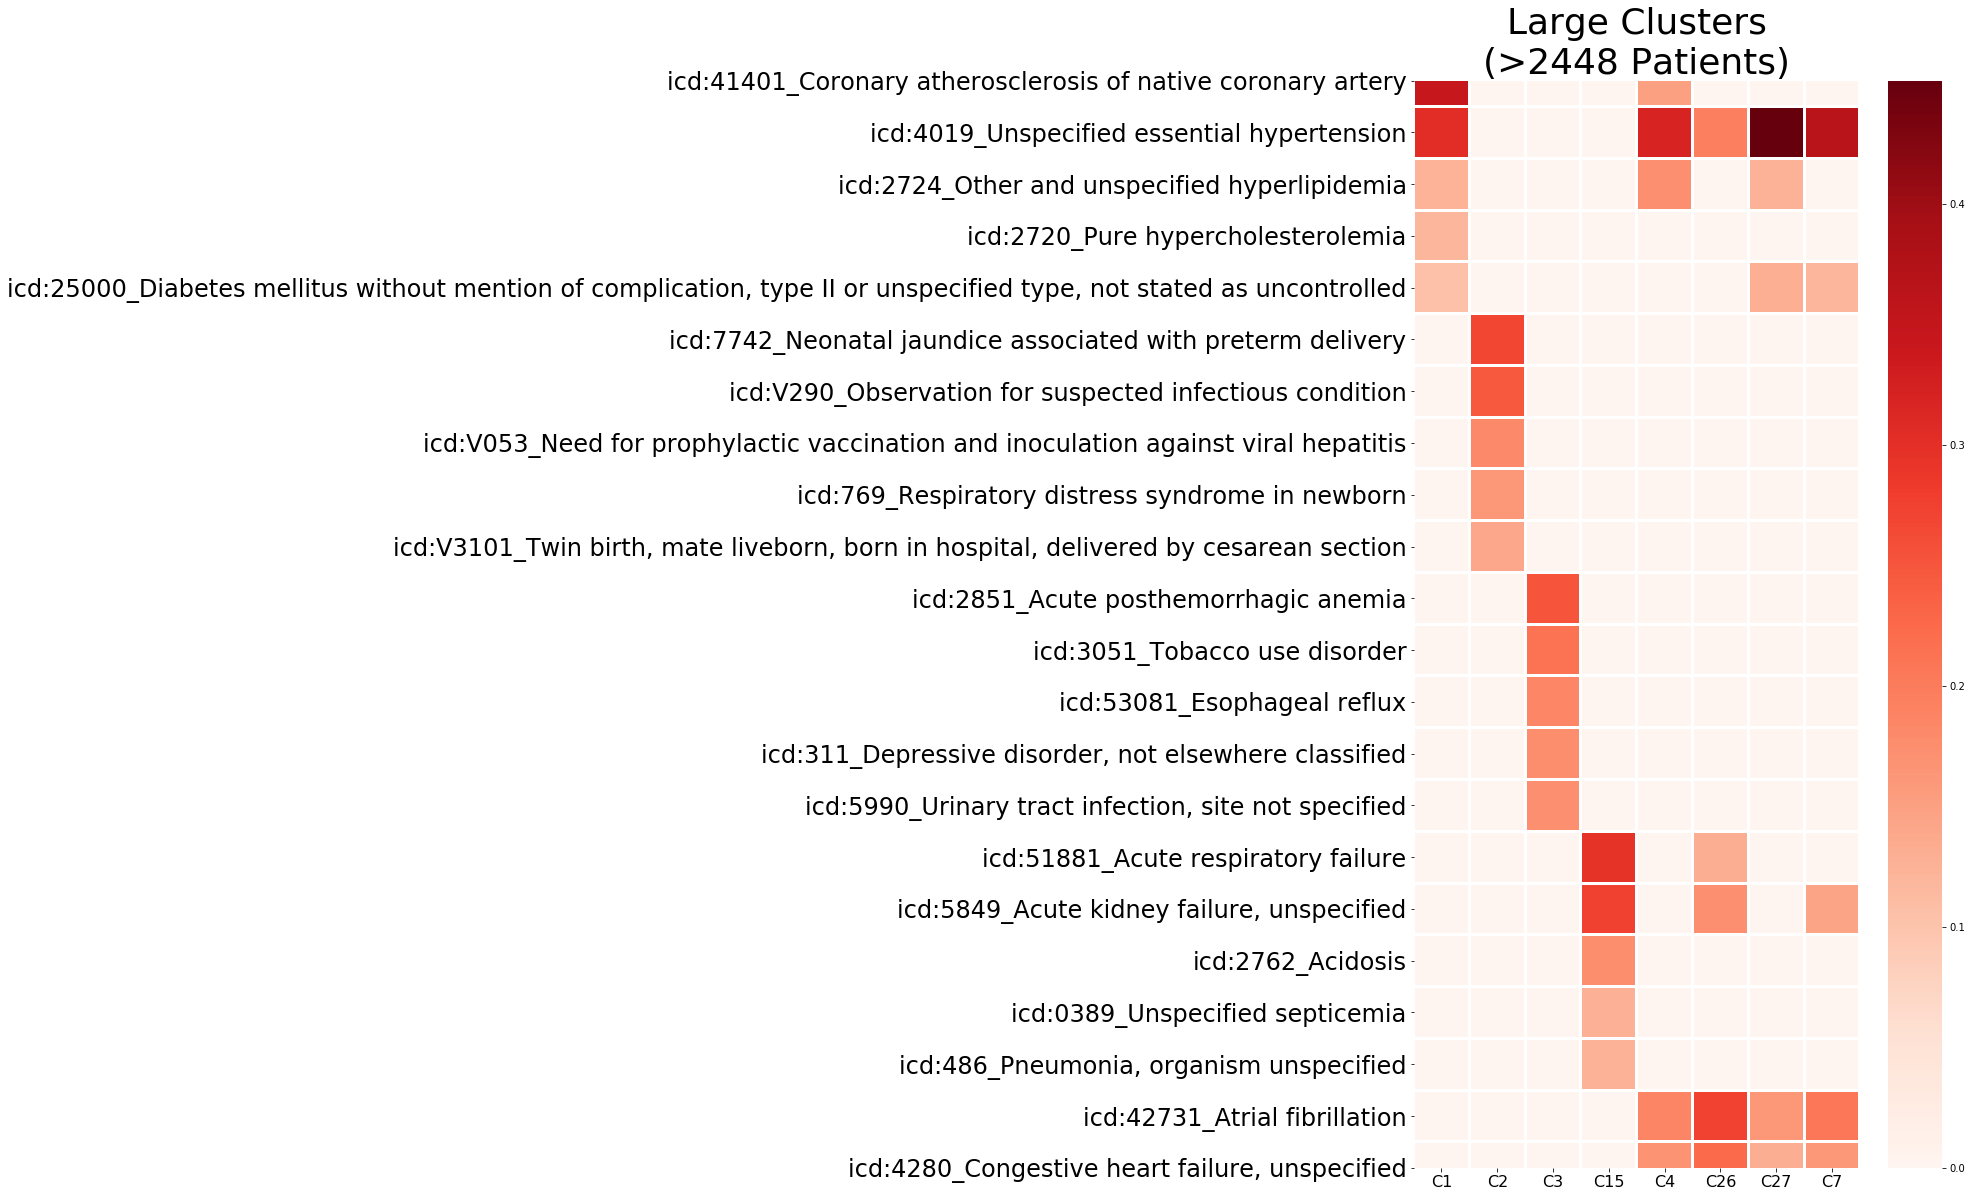 Large Clusters
(>2448 Patients)
icd:41401_Coronary atherosclerosis of native coronary artery
icd:4019_Unspecified essential hypertension
icd:2724_Other and unspecified hyperlipidemia
icd:2720_Pure hypercholesterolemia
icd:25000_Diabetes mellitus without mention of complication, type II or unspecified type, not stated as uncontrolled
icd:7742_Neonatal jaundice associated with preterm delivery
icd:V290_Observation for suspected infectious condition
icd:V053_Need for prophylactic vaccination and inoculation against viral hepatitis
icd:769_Respiratory distress syndrome in newborn
icd:V3101_Twin birth, mate liveborn, born in hospital, delivered by cesarean section
icd:2851_Acute posthemorrhagic anemia
icd:3051_Tobacco use disorder
icd:53081_Esophageal reflux
icd:311_Depressive disorder, not elsewhere classified
icd:5990_Urinary tract infection, site not specified
icd:51881_Acute respiratory failure
icd:5849_Acute kidney failure, unspecified
icd:2762_Acidosis
icd:0389_Unspecified septicemia
icd:486_Pneumonia, organism unspecified
icd:42731_Atrial fibrillation
icd:4280_Congestive heart failure, unspecified
C1 C2 C3 C15 C4 C26 C27 C7
0.4
0.3
0.2
0.1
0.0